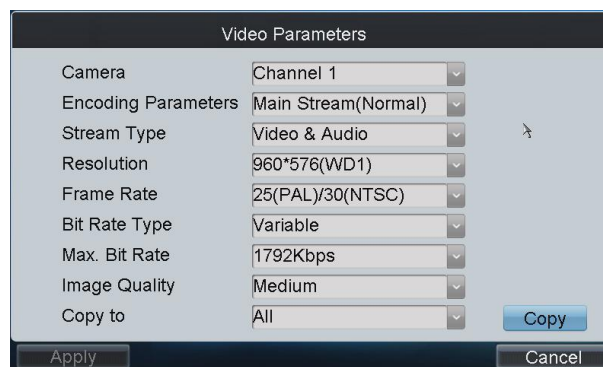 Video Parameters
Camera Channel 1
Encoding Parameters Main Stream(Normal)
Stream Type Video & Audio
Resolution 960*576(WD1)
Frame Rate 25(PAL)/30(NTSC)
Bit Rate Type Variable
Max. Bit Rate 1792Kbps
Image Quality Medium
Copy to All Copy
Apply Cancel